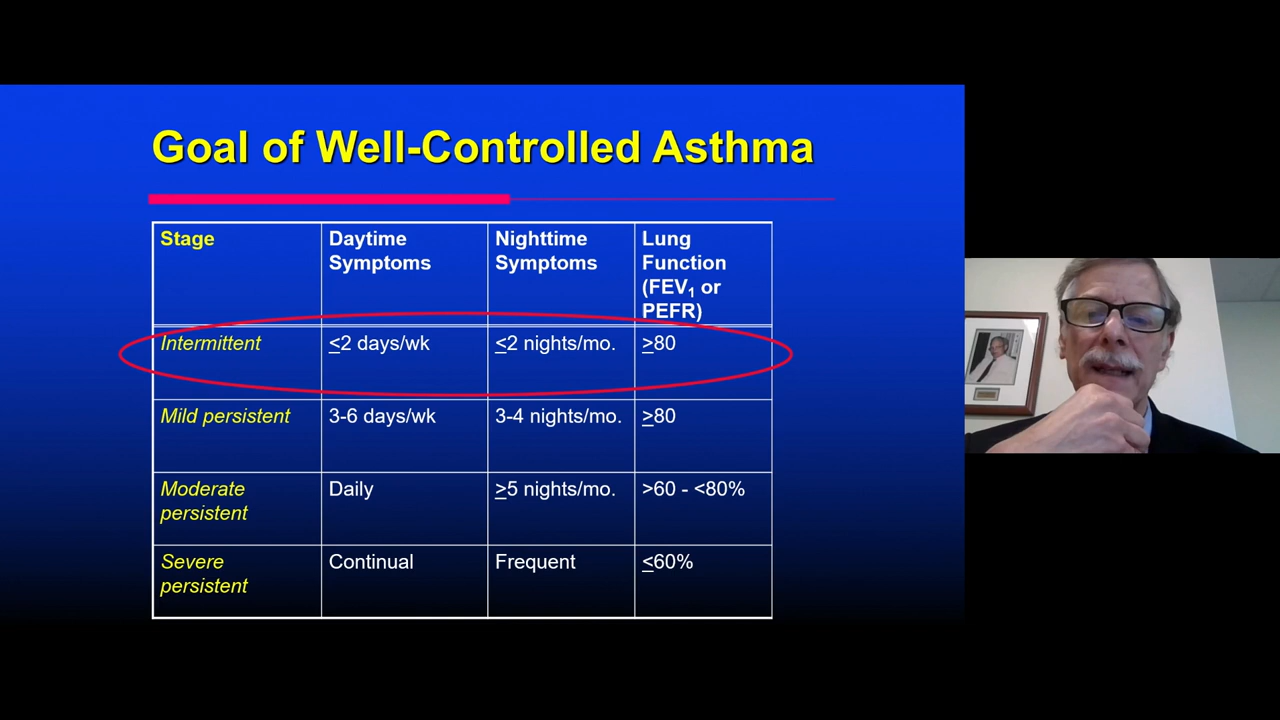 Goal of Well-Controlled Asthma
Stage
Daytime
Symptoms
Nighttime
Symptoms
Lung
Function
(FEV1 or
PEFR)
Intermittent
≤2 days/wk
≤2 nights/mo.
≥80
Mild persistent
3-6 days/wk
3-4 nights/mo.
≥80
Moderate
persistent
Daily
≥5 nights/mo.
>60 - <80%
Severe
persistent
Continual
Frequent
≤60%